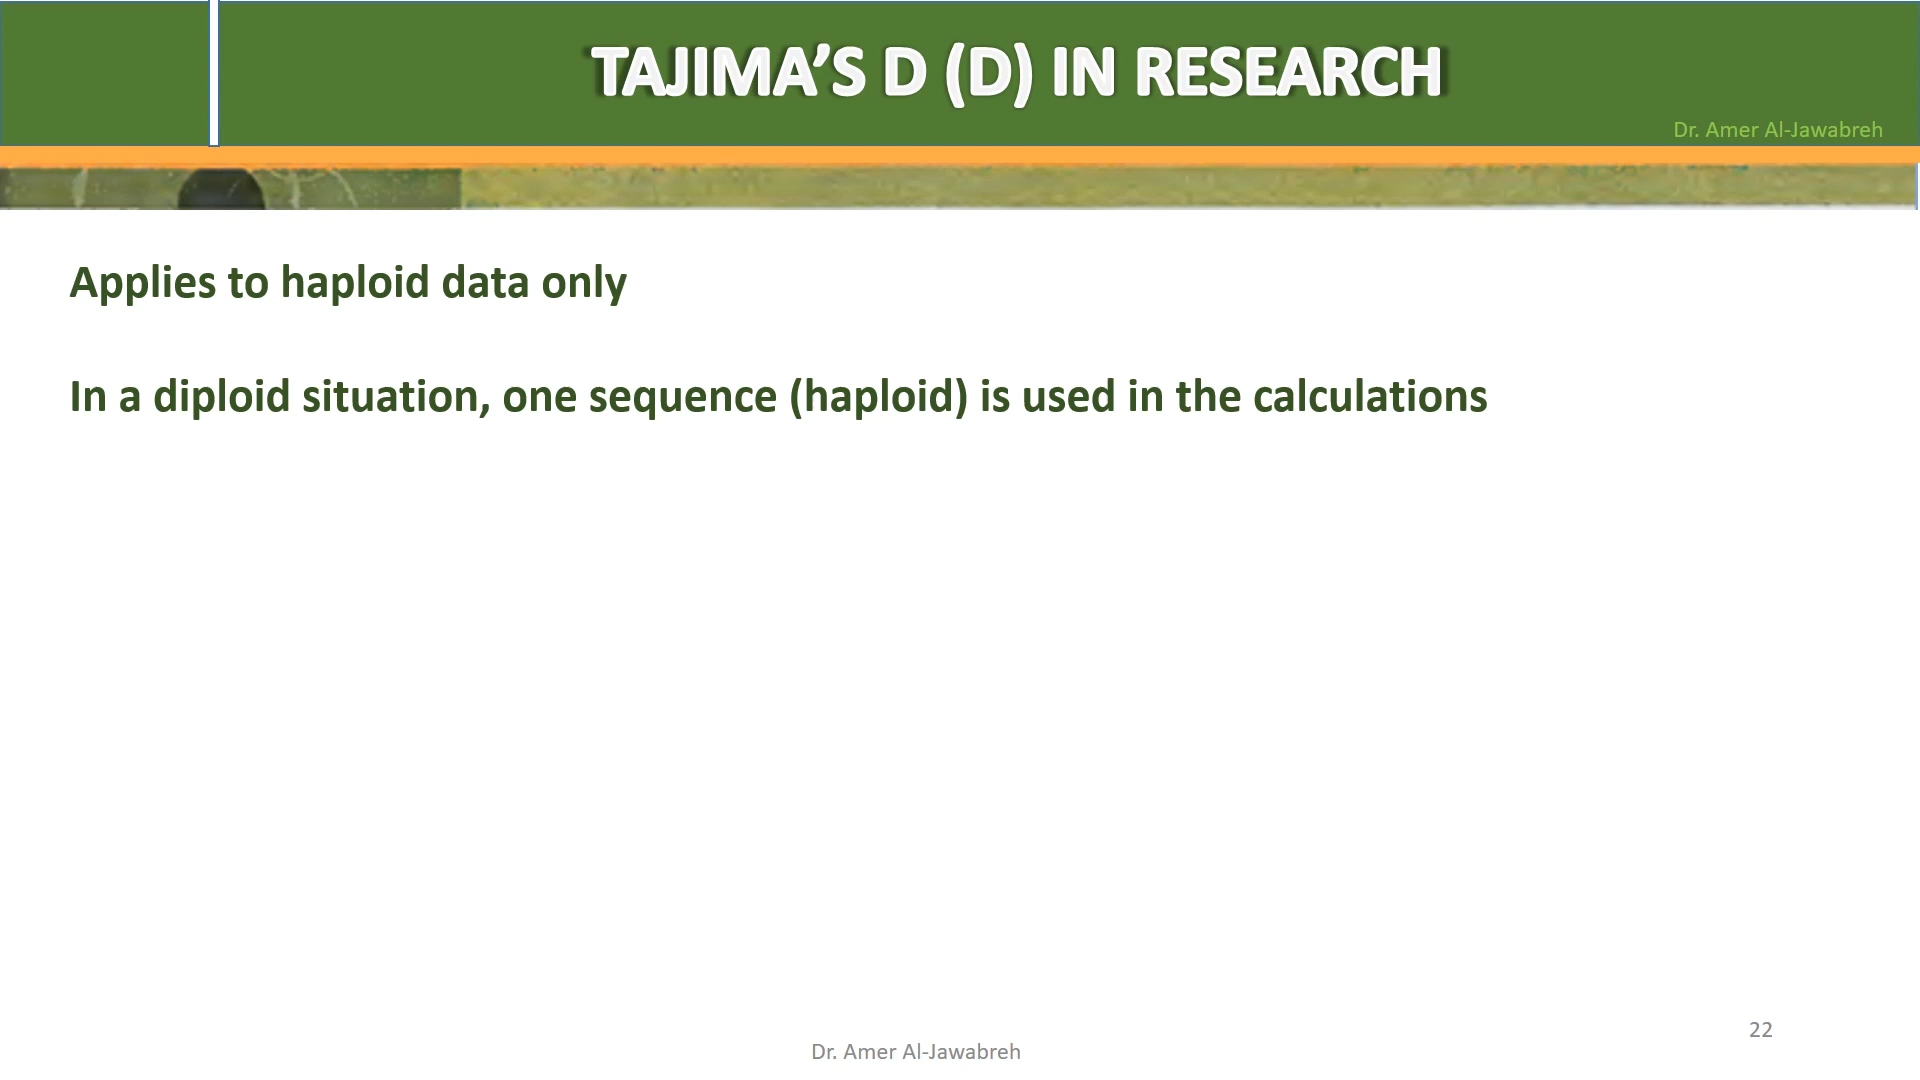 TAJIMA’S D (D) IN RESEARCH
Dr. Amer Al-Jawabreh
Applies to haploid data only
In a diploid situation, one sequence (haploid) is used in the calculations
22
Dr. Amer Al-Jawabreh